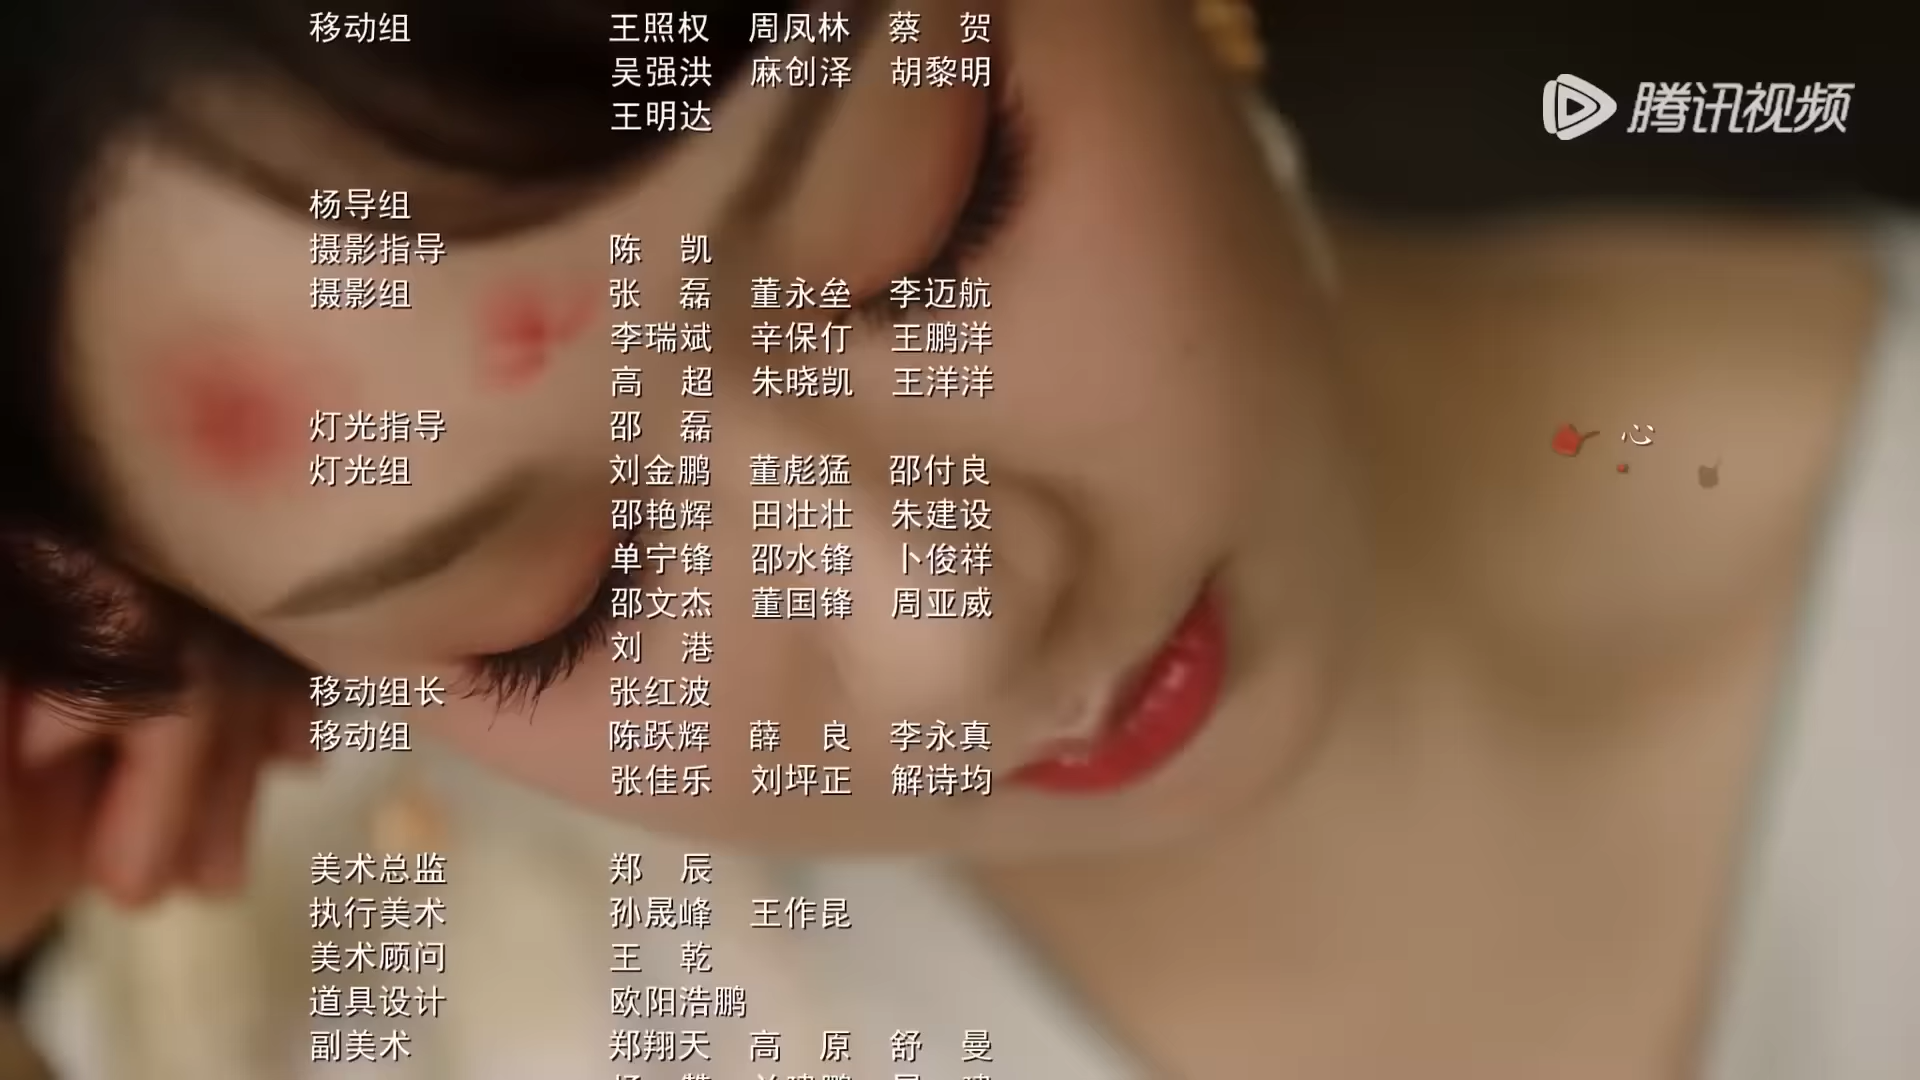 移动组 王照权 周凤林 蔡 贺
吴强洪 麻创泽 胡黎明
王明达
腾讯视频
杨导组
摄影指导 陈 凯
摄影组 张 磊 董永垒 李迈航
李瑞斌 辛保仃 王鹏洋
高 超 朱晓凯 王洋洋
灯光指导 邵 磊
心
灯光组 刘金鹏 董彪猛 邵付良
邵艳辉 田壮壮 朱建设
单宁锋 邵水锋 卜俊祥
邵文杰 董国锋 周亚威
刘 港
移动组长 张红波
移动组 陈跃辉 薛 良 李永真
张佳乐 刘坪正 解诗均
美术总监 郑 辰
执行美术 孙晟峰 王作昆
美术顾问 王 乾
道具设计 欧阳浩鹏
副美术 郑翔天 高 原 舒 曼